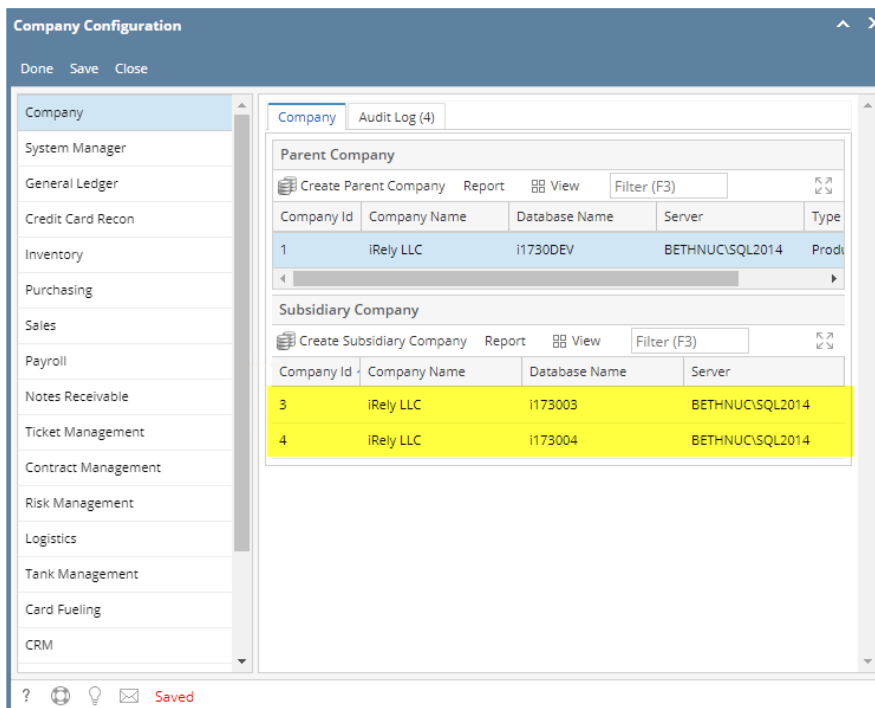 Company Configuration
Done Save Close
Company
System Manager
General Ledger
Credit Card Recon
Inventory
Purchasing
Sales
Payroll
Notes Receivable
Ticket Management
Contract Management
Risk Management
Logistics
Tank Management
Card Fueling
CRM
Company Audit Log (4)
Parent Company
Create Parent Company Report View Filter (F3)
Company Id Company Name Database Name Server Type
1 iRely LLC i1730DEV BETHNUC\SQL2014 Produ
Subsidiary Company
Create Subsidiary Company Report View Filter (F3)
Company Id Company Name Database Name Server
3 iRely LLC i173003 BETHNUC\SQL2014
4 iRely LLC i173004 BETHNUC\SQL2014
? Saved